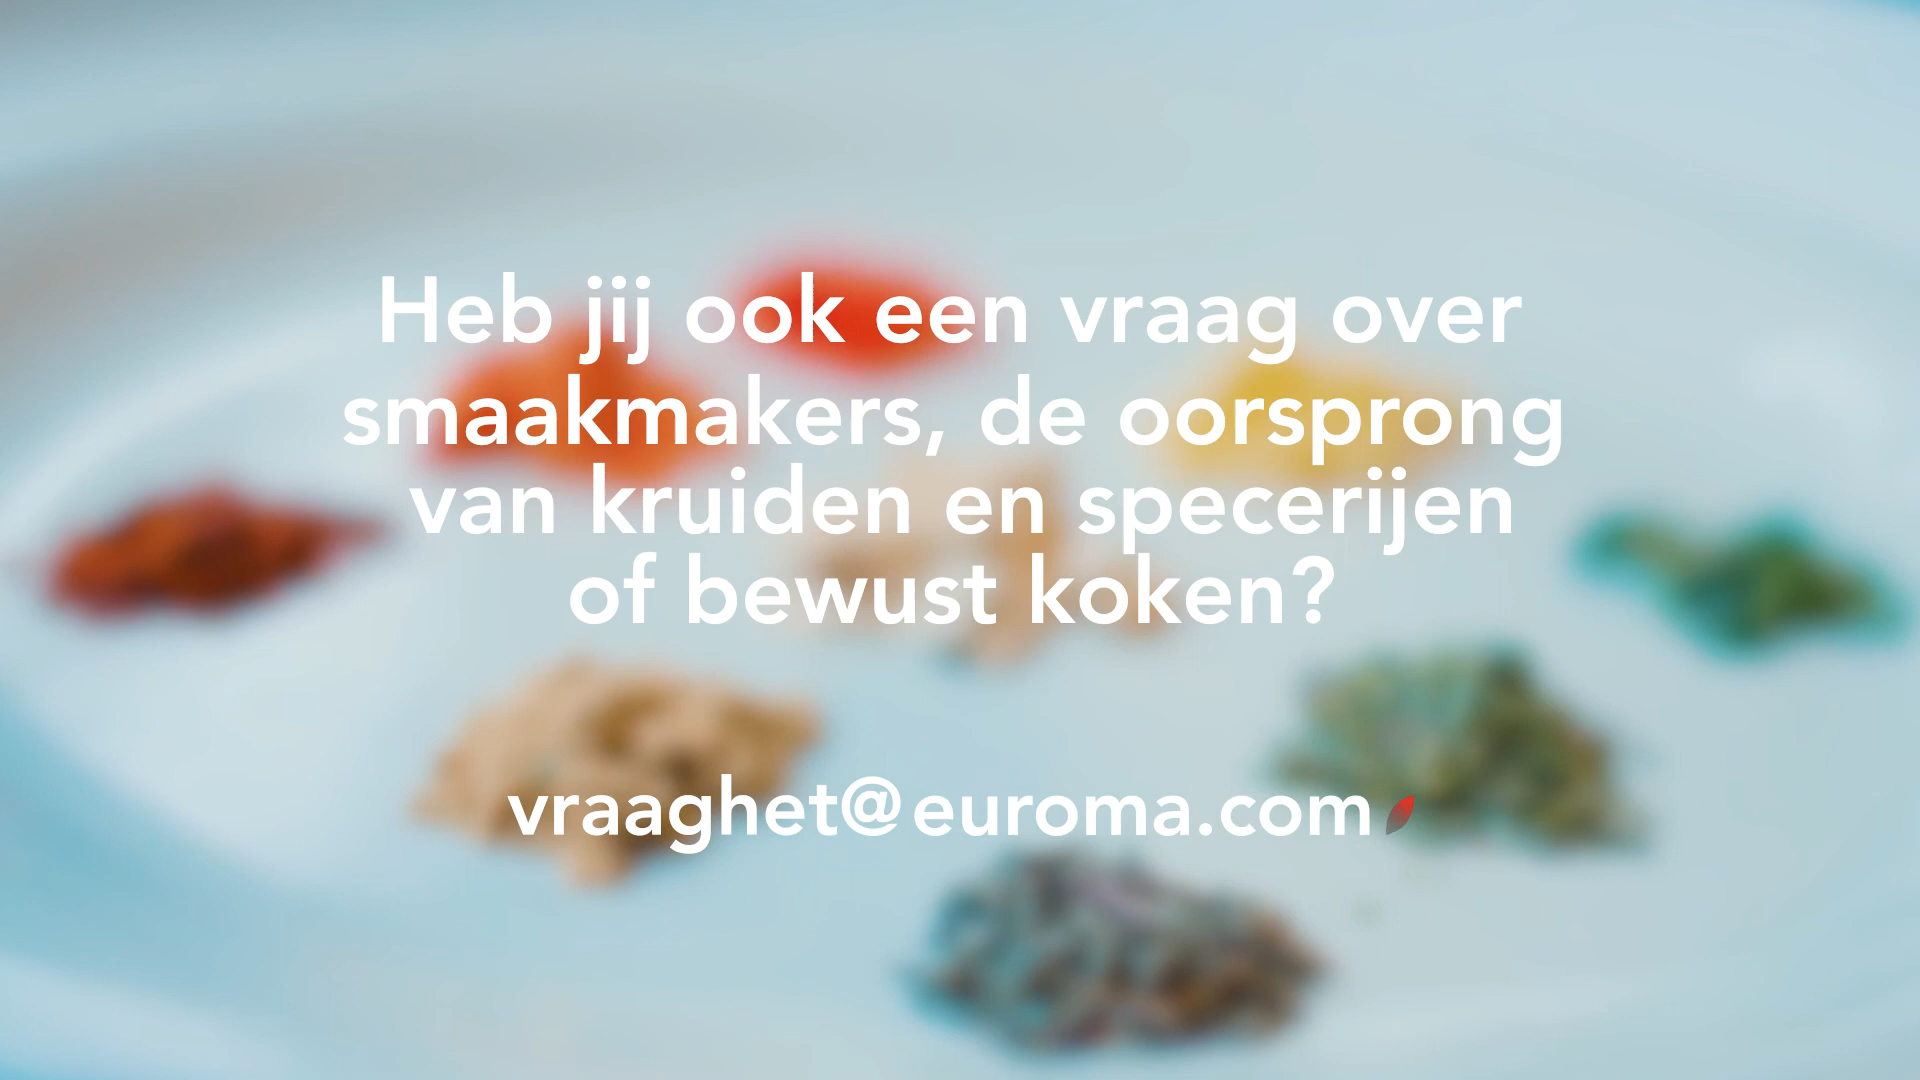 Heb jij ook een vraag over
smaakmakers, de oorsprong
van kruiden en specerijen
of bewust koken?
vraaghet@euroma.com